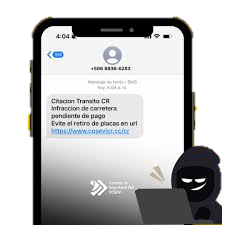 4:04
+506 8936-6283
Mensaje de texto • SMS
hoy, 4:04 p. m.
Citacion Transito CR
Infraccion de carretera
pendiente de pago
Evite el retiro de placas en url
https://www.cosevicr.cc/cr
Consejo de
Seguridad Vial